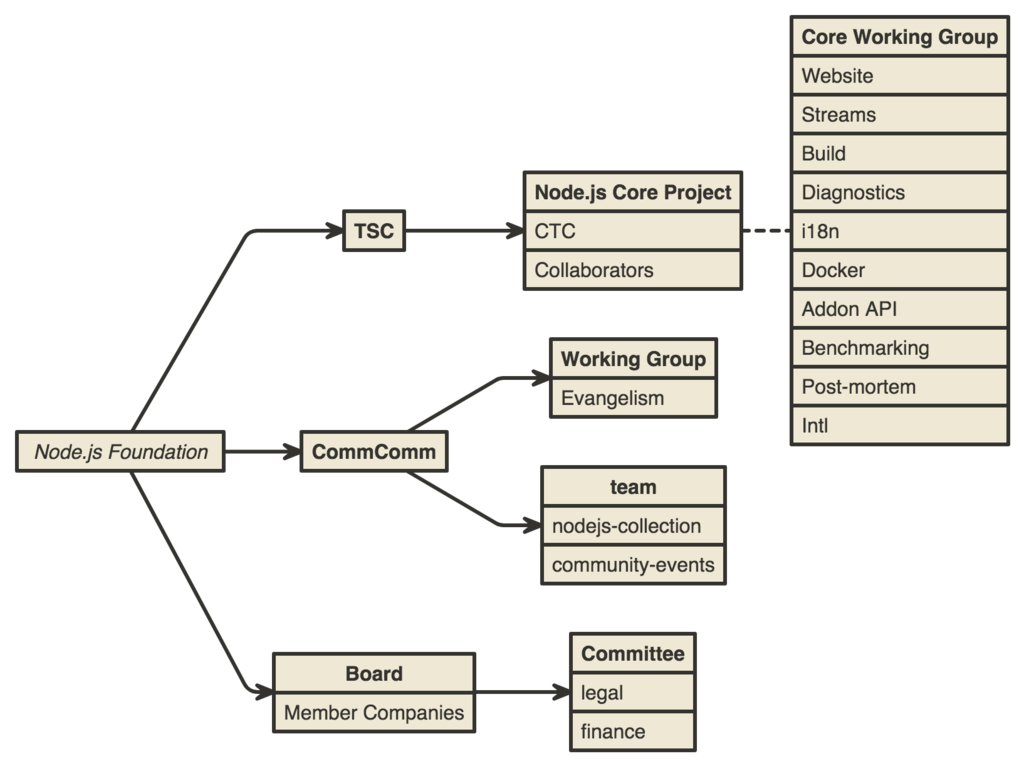 Node.js Foundation
TSC
Node.js Core Project
CTC
Collaborators
Core Working Group
Website
Streams
Build
Diagnostics
i18n
Docker
Addon API
Benchmarking
Post-mortem
Intl
CommComm
Working Group
Evangelism
team
nodejs-collection
community-events
Board
Member Companies
Committee
legal
finance